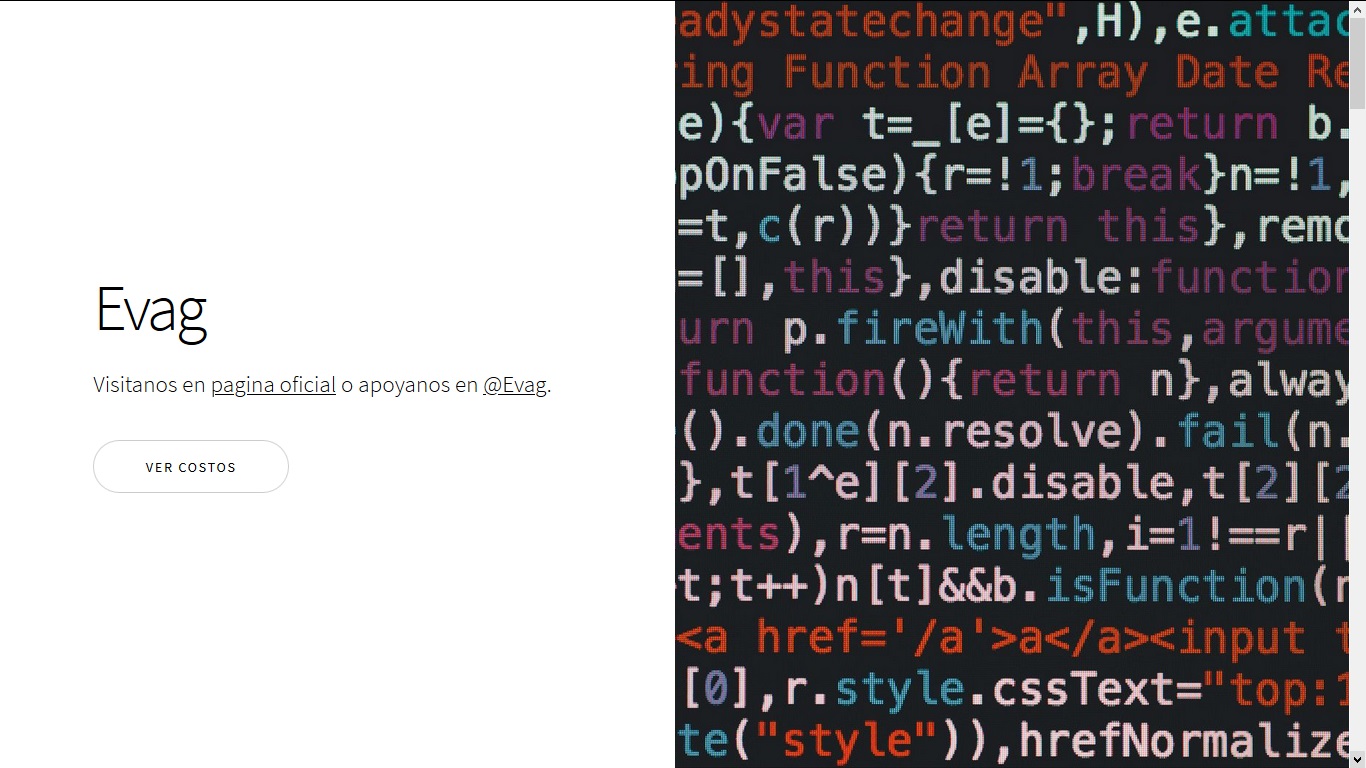 Evag
Visitanos en pagina oficial o apoyanos en @Evag.
VER COSTOS
adystatechange",H),e.attac
ing Function Array Date Re
e){var t=_[e]={};return b.
pOnFalse){r=!1;break}n=!1,
=t,c(r))}return this},remo
=[],this},disable:function
urn p.fireWith(this,argume
function(){return n},alway
().done(n.resolve).fail(n.
},t[1^e][2].disable,t[2][2
ents),r=n.length,i=1!==r||
t;t++)n[t]&&b.isFunction(r
<a href='/a'>a</a><input t
[0],r.style.cssText="top:1
te("style")),hrefNormalize